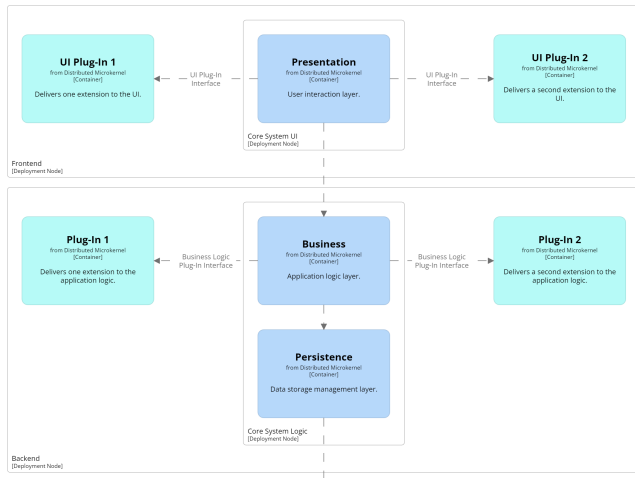 UI Plug-In 1
from Distributed Microkernel
[Container]
Delivers one extension to the UI.
UI Plug-In
Interface
Presentation
from Distributed Microkernel
[Container]
User interaction layer.
UI Plug-In
Interface
UI Plug-In 2
from Distributed Microkernel
[Container]
Delivers a second extension to the
UI.
Core System UI
[Deployment Node]
Frontend
[Deployment Node]
Plug-In 1
from Distributed Microkernel
[Container]
Delivers one extension to the
application logic.
Business Logic
Plug-In Interface
Business
from Distributed Microkernel
[Container]
Application logic layer.
Business Logic
Plug-In Interface
Plug-In 2
from Distributed Microkernel
[Container]
Delivers a second extension to the
application logic.
Persistence
from Distributed Microkernel
[Container]
Data storage management layer.
Core System Logic
[Deployment Node]
Backend
[Deployment Node]